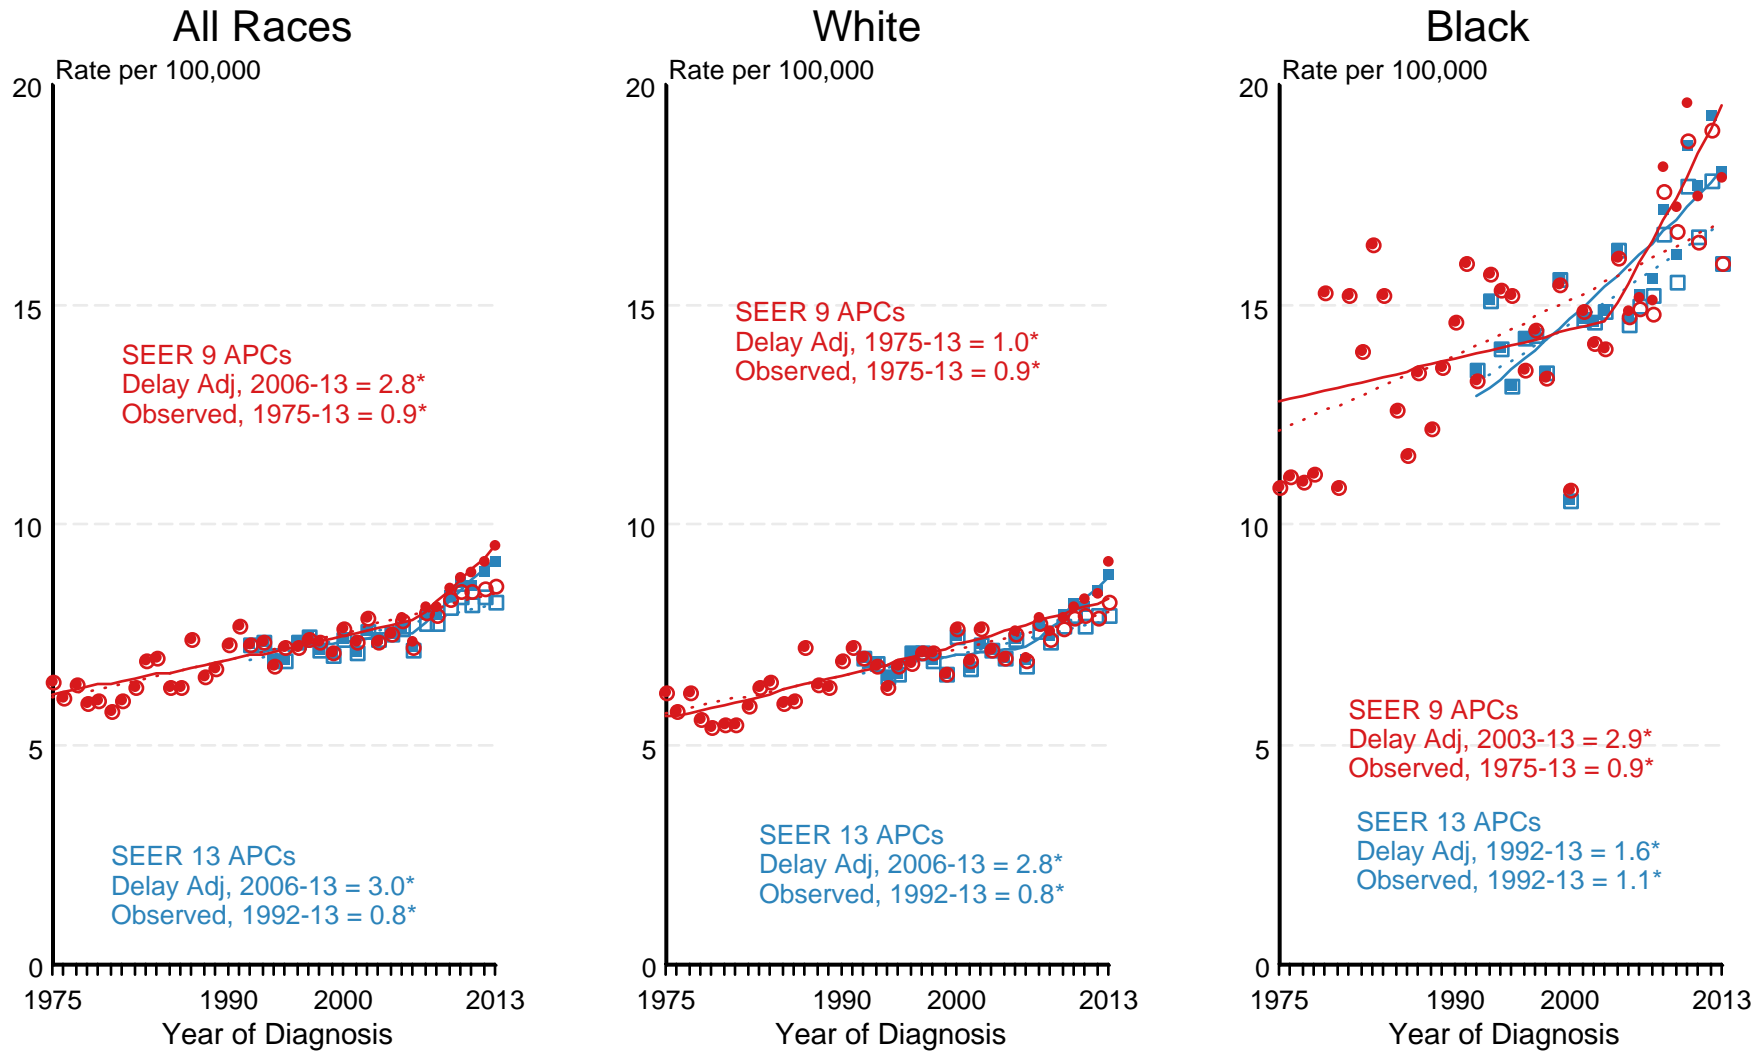 All Races
Rate per 100,000
20
15
10
5
0
SEER 9 APCs
Delay Adj, 2006-13 = 2.8*
Observed, 1975-13 = 0.9*
SEER 13 APCs
Delay Adj, 2006-13 = 3.0*
Observed, 1992-13 = 0.8*
1975 1990 2000 2013
Year of Diagnosis
White
Rate per 100,000
20
15
10
5
0
SEER 9 APCs
Delay Adj, 1975-13 = 1.0*
Observed, 1975-13 = 0.9*
SEER 13 APCs
Delay Adj, 2006-13 = 2.8*
Observed, 1992-13 = 0.8*
1975 1990 2000 2013
Year of Diagnosis
Black
Rate per 100,000
20
15
10
5
0
SEER 9 APCs
Delay Adj, 2003-13 = 2.9*
Observed, 1975-13 = 0.9*
SEER 13 APCs
Delay Adj, 1992-13 = 1.6*
Observed, 1992-13 = 1.1*
1975 1990 2000 2013
Year of Diagnosis